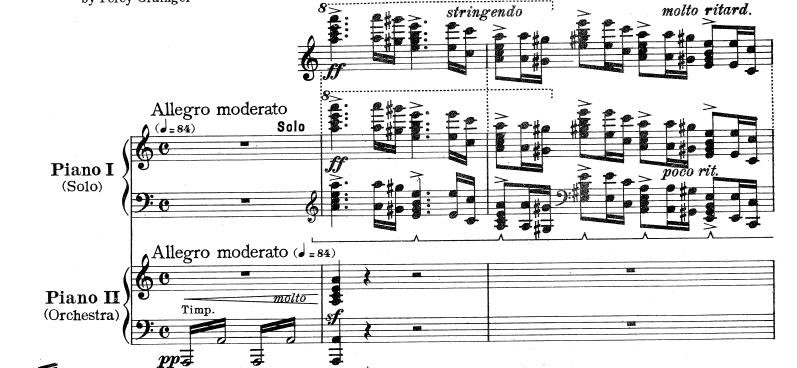 by Percy Grainger
8
stringendo
molto ritard.
ff
8
Allegro moderato
(♩=84)
Solo
Piano I
(Solo)
ff
poco rit.
Allegro moderato (♩=84)
Piano II
(Orchestra)
molto
Timp.
sf
pp